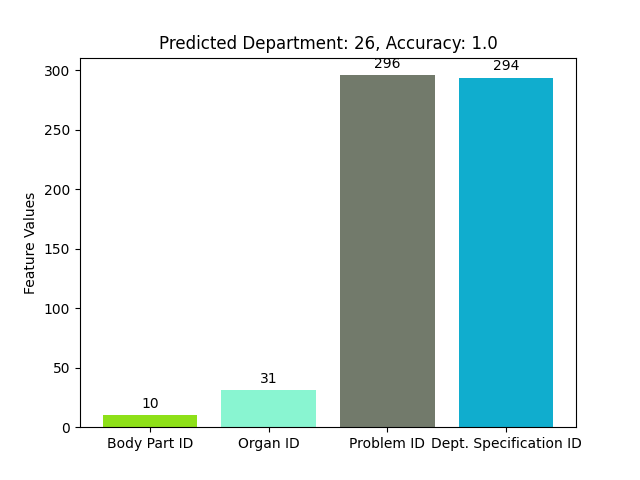 Predicted Department: 26, Accuracy: 1.0
300
250
200
150
100
50
0
Feature Values
10
31
296
294
Body Part ID
Organ ID
Problem ID
Dept. Specification ID